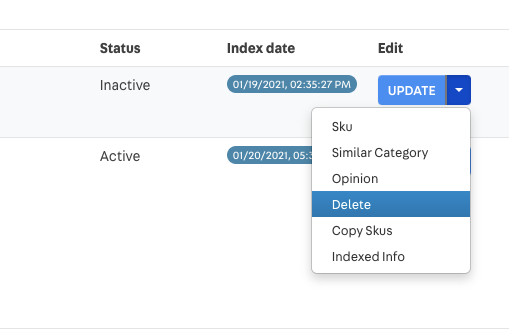 Status Index date Edit
Inactive 01/19/2021, 02:35:27 PM UPDATE
Sku
Active 01/20/2021, 05:3
Similar Category
Opinion
Delete
Copy Skus
Indexed Info